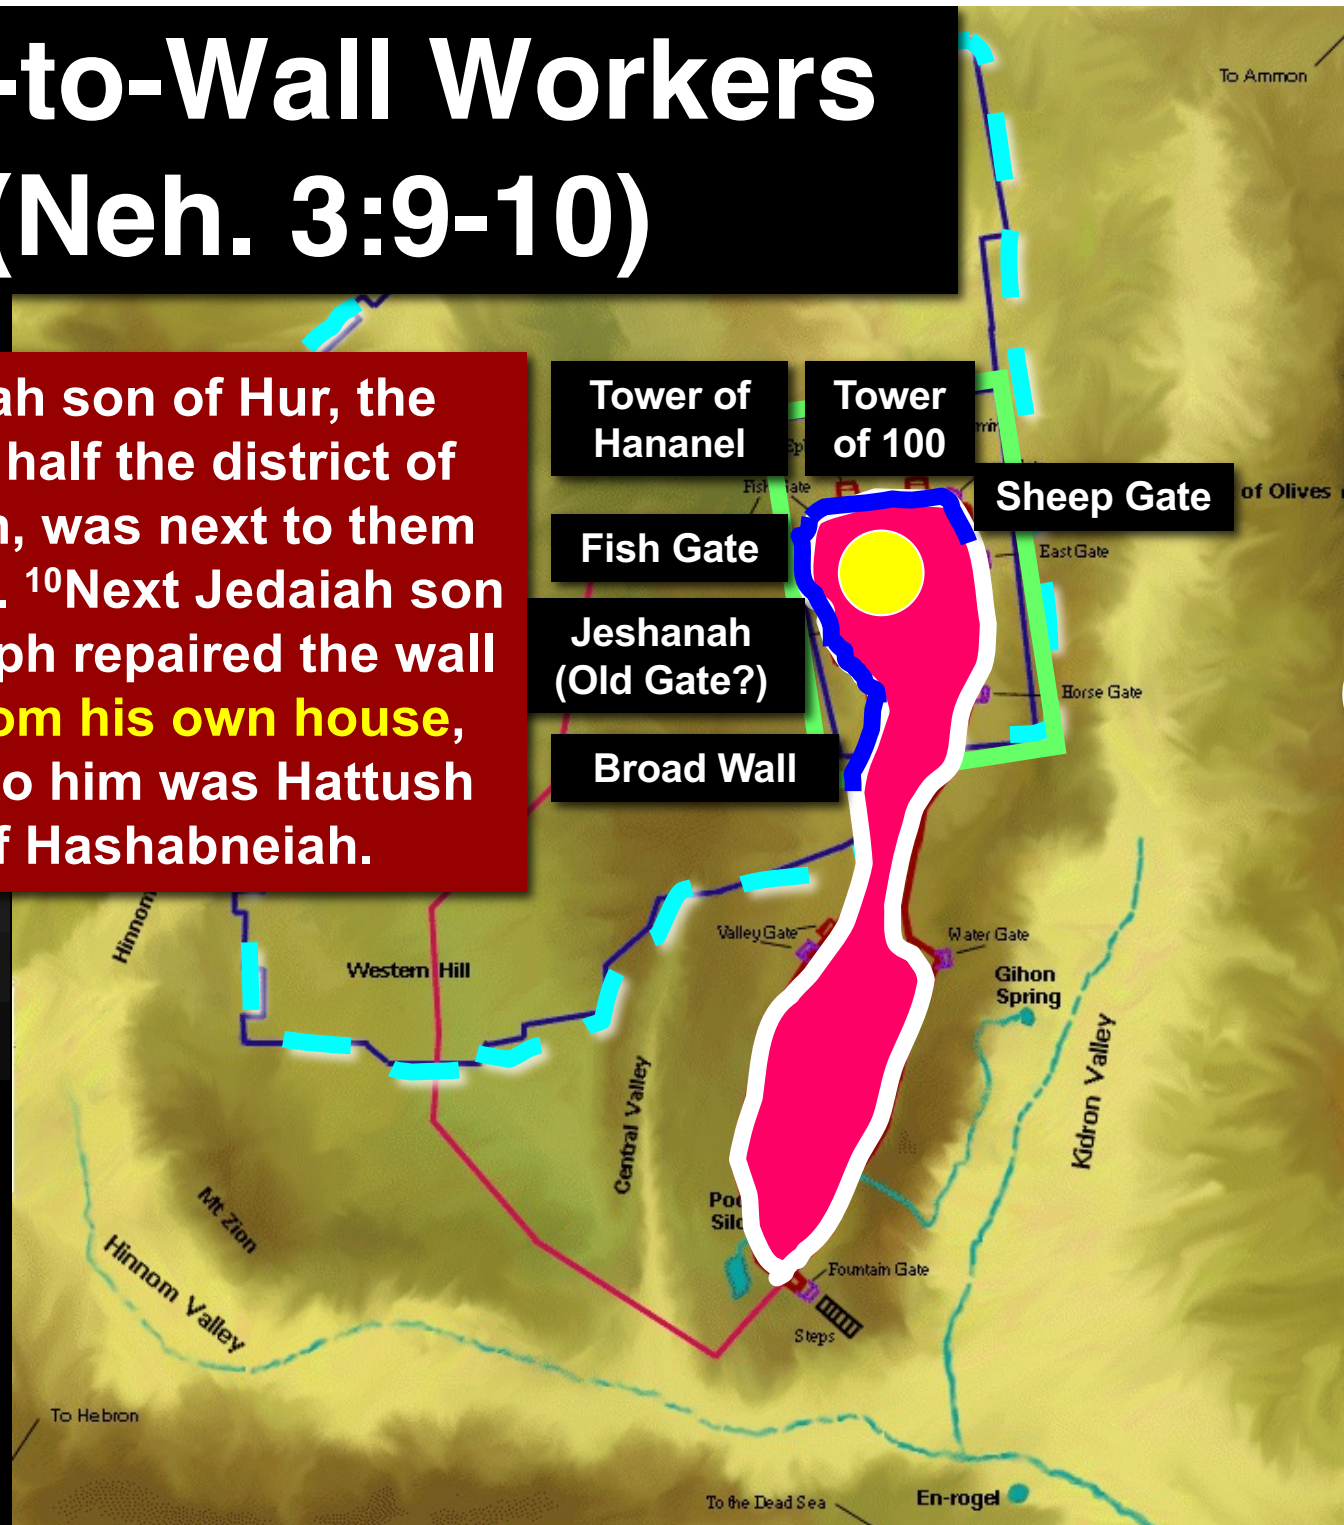 -to-Wall Workers
(Neh. 3:9-10)
To Ammon
ah son of Hur, the
half the district of
, was next to them
. ¹⁰Next Jedaiah son
ph repaired the wall
om his own house,
o him was Hattush
f Hashabneiah.
Tower of
Hananel
Tower
of 100
Sheep Gate
of Olives
Fish Gate
Fish Gate
East Gate
Jeshanah
(Old Gate?)
Horse Gate
Broad Wall
Hinnom
Western Hill
Valley Gate
Water Gate
Gihon
Spring
Central Valley
Kidron Valley
Mt Zion
Hinnom Valley
Fountain Gate
Steps
To Hebron
To the Dead Sea
En-rogel